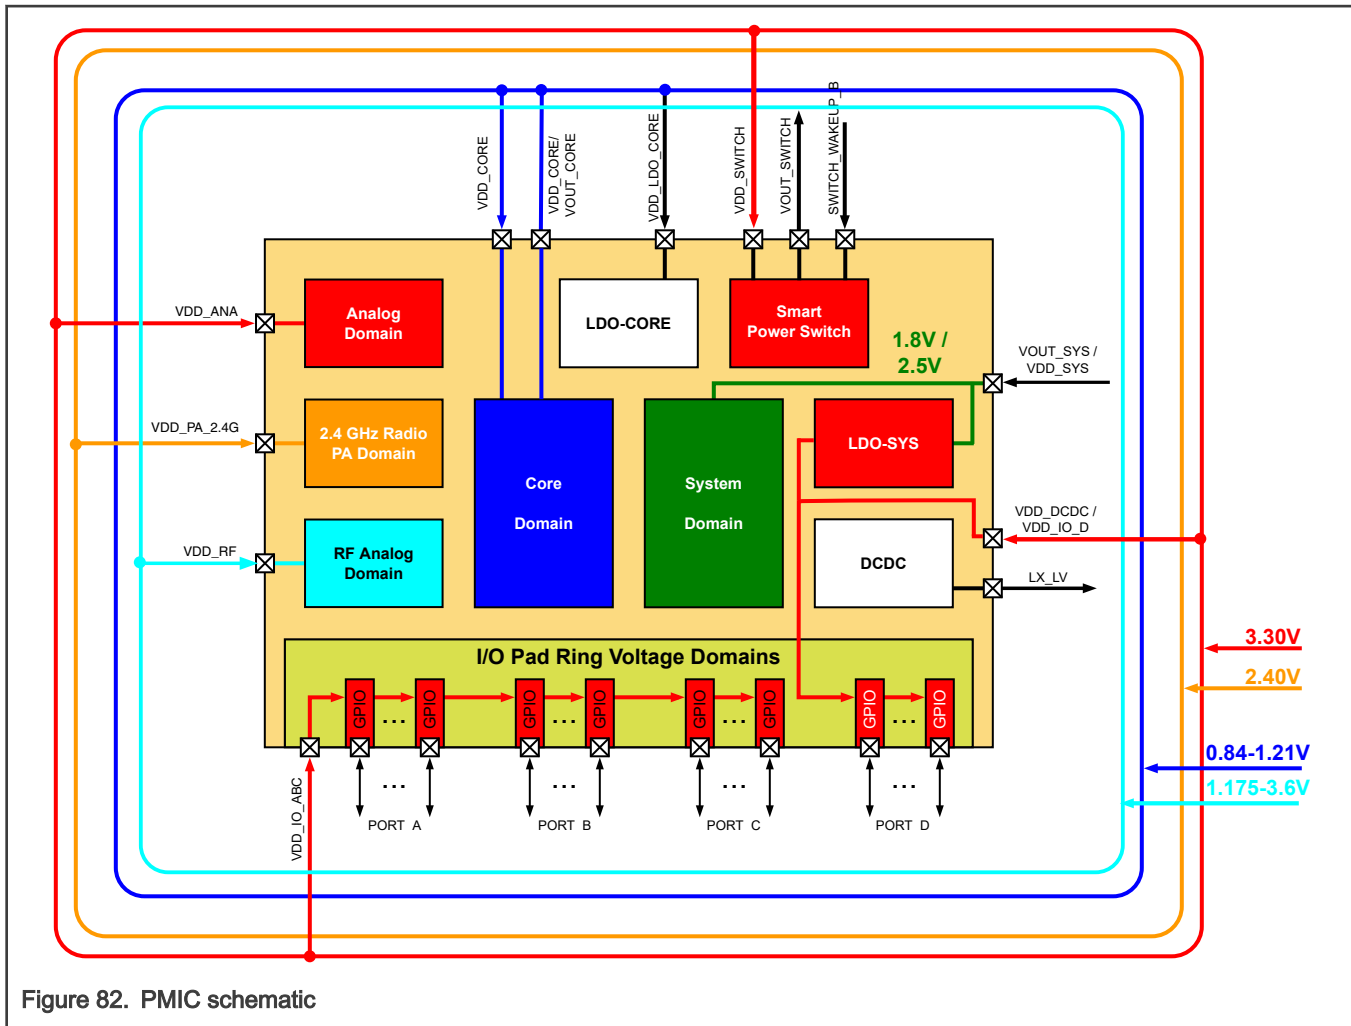 VDD_CORE
VDD_CORE/
VOUT_CORE
VDD_LDO_CORE
VDD_SWITCH
VOUT_SWITCH
SWITCH_WAKEUP_B
VDD_ANA
Analog
Domain
LDO-CORE
Smart
Power Switch
1.8V /
2.5V
VOUT_SYS /
VDD_SYS
VDD_PA_2.4G
2.4 GHz Radio
PA Domain
Core
Domain
System
Domain
LDO-SYS
VDD_DCDC /
VDD_IO_D
VDD_RF
RF Analog
Domain
DCDC
LX_LV
3.30V
2.40V
0.84-1.21V
1.175-3.6V
I/O Pad Ring Voltage Domains
GPIO
...
GPIO
GPIO
...
GPIO
GPIO
...
GPIO
GPIO
...
GPIO
VDD_IO_ABC
...
...
...
...
PORT A
PORT B
PORT C
PORT D
Figure 82. PMIC schematic